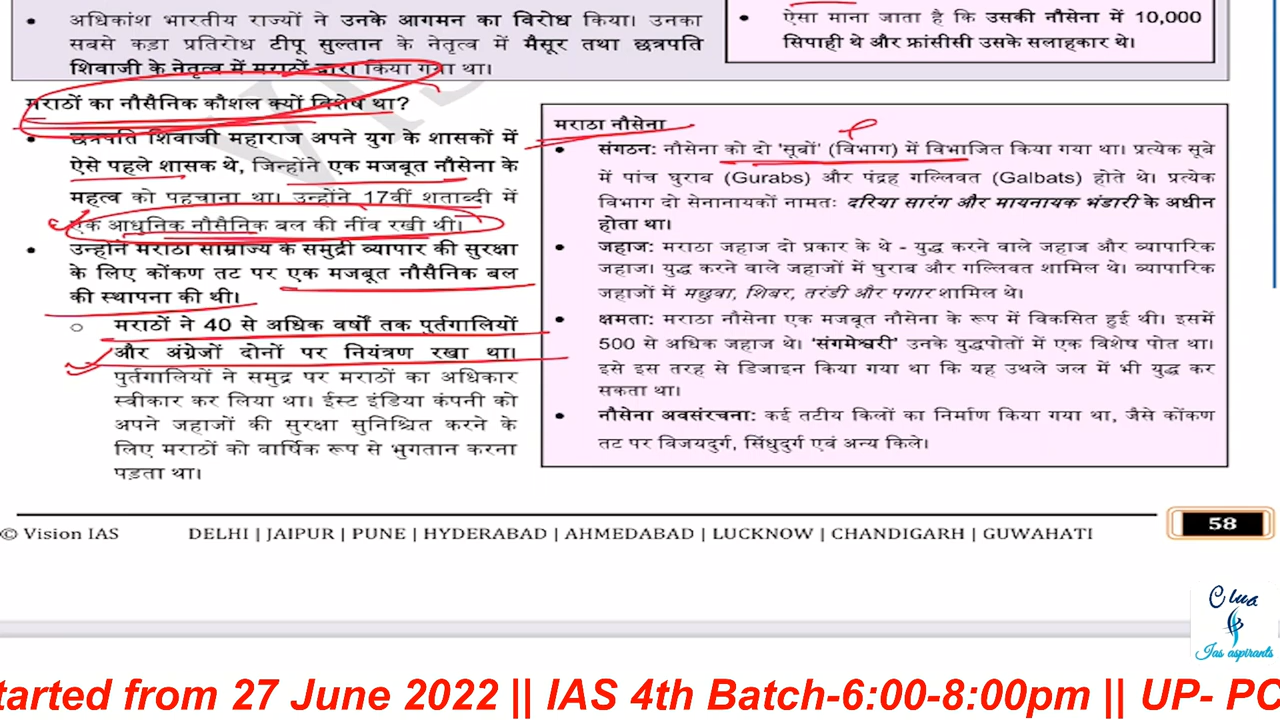 अधिकांश भारतीय राज्यों ने उनके आगमन का विरोध किया। उनका
सबसे कड़ा प्रतिरोध टीपू सुल्तान के नेतृत्व में मैसूर तथा छत्रपति
शिवाजी के नेतृत्व में मराठों द्वारा किया गया था।
ऐसा माना जाता है कि उसकी नौसेना में 10,000
सिपाही थे और फ्रांसीसी उसके सलाहकार थे।
मराठों का नौसैनिक कौशल क्यों विशेष था?
छत्रपति शिवाजी महाराज अपने युग के शासकों में
ऐसे पहले शासक थे, जिन्होंने एक मजबूत नौसेना के
महत्व को पहचाना था। उन्होंने 17वीं शताब्दी में
एक आधुनिक नौसैनिक बल की नींव रखी थी।
उन्होंने मराठा साम्राज्य के समुद्री व्यापार की सुरक्षा
के लिए कोंकण तट पर एक मजबूत नौसैनिक बल
की स्थापना की थी।
मराठों ने 40 से अधिक वर्षों तक पुर्तगालियों
और अंग्रेजों दोनों पर नियंत्रण रखा था।
पुर्तगालियों ने समुद्र पर मराठों का अधिकार
स्वीकार कर लिया था। ईस्ट इंडिया कंपनी को
अपने जहाजों की सुरक्षा सुनिश्चित करने के
लिए मराठों को वार्षिक रूप से भुगतान करना
पड़ता था।
मराठा नौसेना
संगठन: नौसेना को दो 'सूबों' (विभाग) में विभाजित किया गया था। प्रत्येक सूबे
में पांच घुराब (Gurabs) और पंद्रह गल्लिवत (Galbats) होते थे। प्रत्येक
विभाग दो सेनानायकों नामतः दरिया सारंग और मायनायक भंडारी के अधीन
होता था।
जहाज: मराठा जहाज दो प्रकार के थे - युद्ध करने वाले जहाज और व्यापारिक
जहाज। युद्ध करने वाले जहाजों में घुराब और गल्लिवत शामिल थे। व्यापारिक
जहाजों में मछुवा, शिबर, तरंडी और पगार शामिल थे।
क्षमता: मराठा नौसेना एक मजबूत नौसेना के रूप में विकसित हुई थी। इसमें
500 से अधिक जहाज थे। 'संगमेश्वरी' उनके युद्धपोतों में एक विशेष पोत था।
इसे इस तरह से डिजाइन किया गया था कि यह उथले जल में भी युद्ध कर
सकता था।
नौसेना अवसंरचना: कई तटीय किलों का निर्माण किया गया था, जैसे कोंकण
तट पर विजयदुर्ग, सिंधुदुर्ग एवं अन्य किले।
© Vision IAS DELHI | JAIPUR | PUNE | HYDERABAD | AHMEDABAD | LUCKNOW | CHANDIGARH | GUWAHATI
58
Clua
Ias aspirants
tarted from 27 June 2022 || IAS 4th Batch-6:00-8:00pm || UP- PC